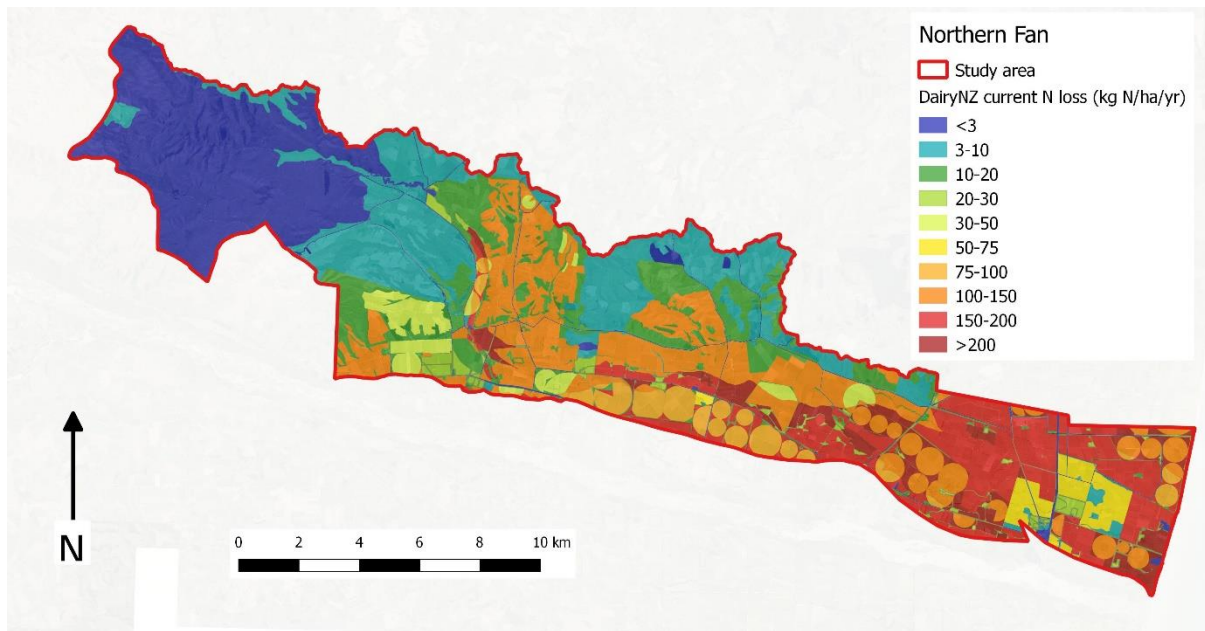 Northern Fan
Study area
DairyNZ current N loss (kg N/ha/yr)
<3
3-10
10-20
20-30
30-50
50-75
75-100
100-150
150-200
>200
N
0 2 4 6 8 10 km